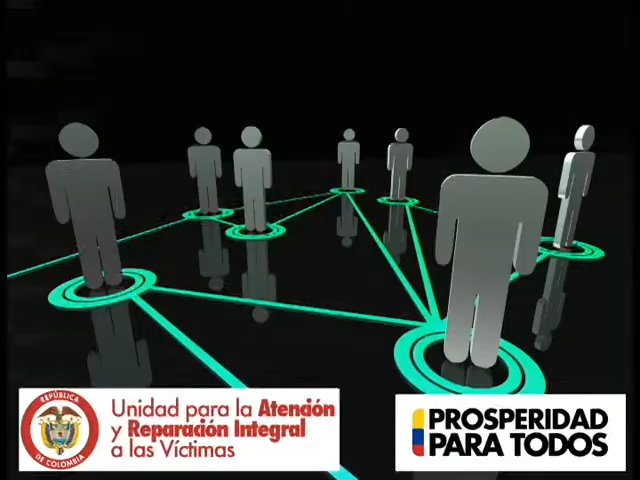 REPÚBLICA
DE COLOMBIA
Unidad para la Atención
y Reparación Integral
a las Víctimas
PROSPERIDAD
PARA TODOS